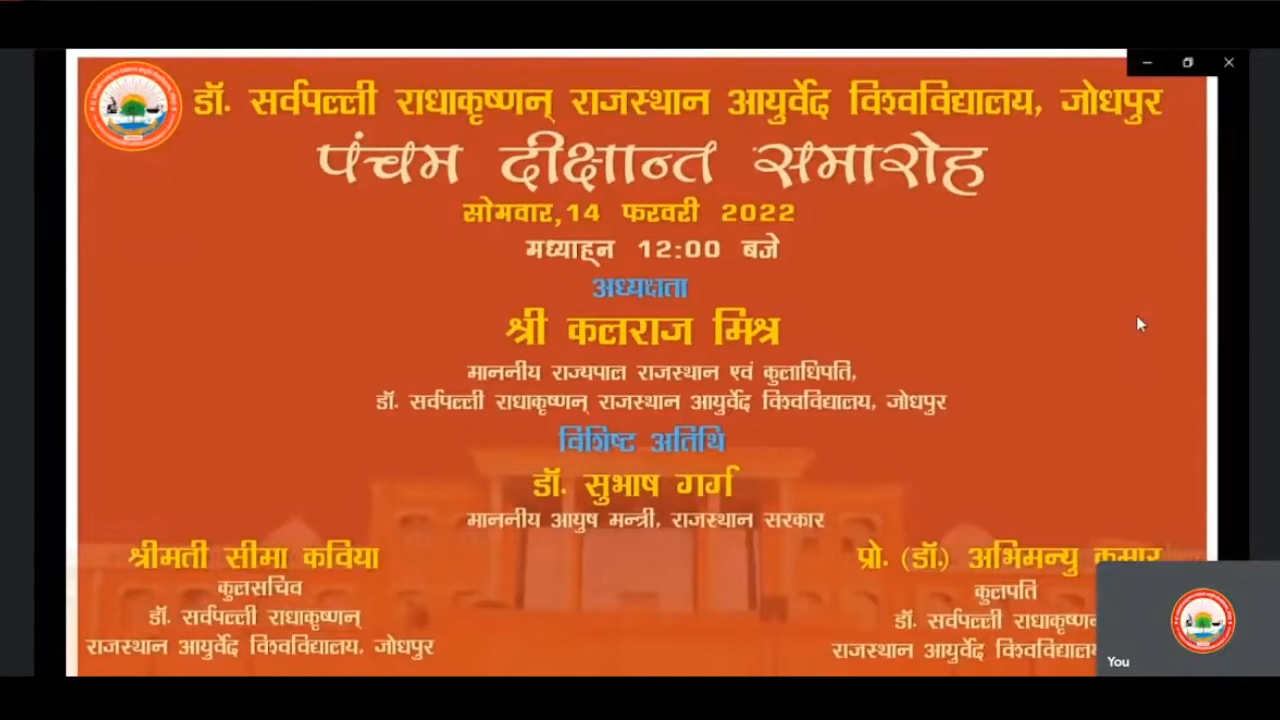 डॉ. सर्वपल्ली राधाकृष्णन् राजस्थान आयुर्वेद विश्वविद्यालय, जोधपुर
पंचम दीक्षान्त समारोह
सोमवार,14 फरवरी 2022
मध्याह्न 12:00 बजे
अध्यक्षता
श्री कलराज मिश्र
माननीय राज्यपाल राजस्थान एवं कुलाधिपति,
डॉ. सर्वपल्ली राधाकृष्णन् राजस्थान आयुर्वेद विश्वविद्यालय, जोधपुर
विशिष्ट अतिथि
डॉ. सुभाष गर्ग
माननीय आयुष मन्त्री, राजस्थान सरकार
श्रीमती सीमा कविया
कुलसचिव
डॉ. सर्वपल्ली राधाकृष्णन्
राजस्थान आयुर्वेद विश्वविद्यालय, जोधपुर
प्रो. (डॉ.) अभिमन्यु कुमार
कुलपति
डॉ. सर्वपल्ली
राजस्थान आयुर्वेद विश्वविद्यालय
You